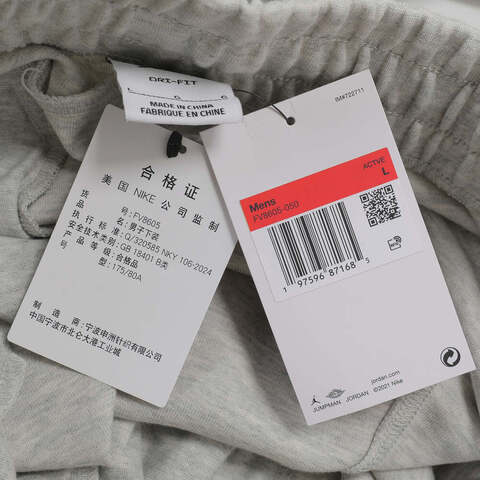 DRI-FIT
L G G
MADE IN CHINA
FABRIQUE EN CHINE
合格证
美国 NIKE 公司监制
货号: FV8605
品名: 男子下装
执行标准: Q/320585 NKY 106-2024
安全技术类别: GB 18401 B类
产品等级: 合格品
型: 175/80A
制造商: 宁波申洲针织有限公司
中国宁波市北仑大港工业城
IM#722711
ACTVE
Mens
L
FV8605-050
1 97596 87168 5
jordan.com
©2021 Nike
JUMPMAN JORDAN